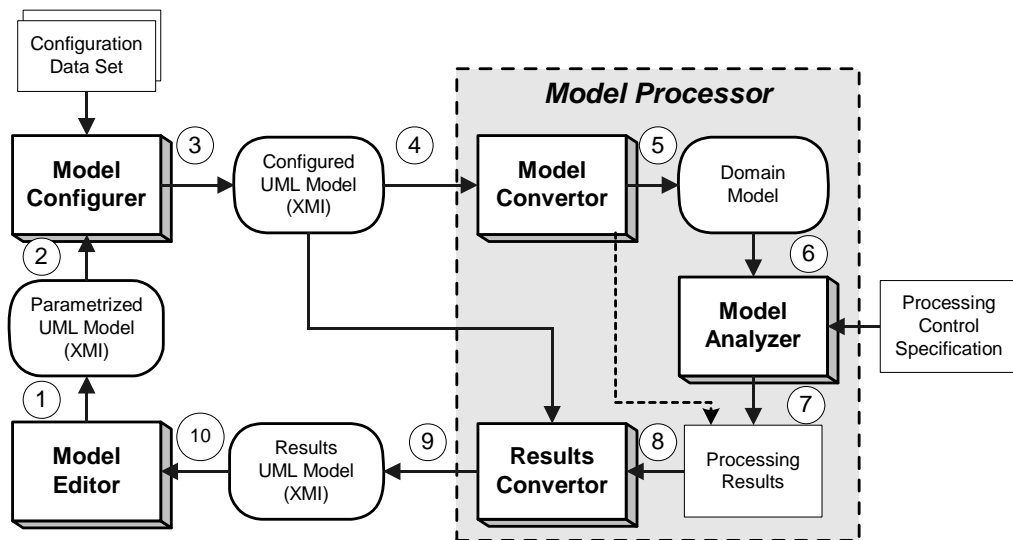 Configuration
Data Set
Model Processor
3
4
5
Model
Configurer
Configured
UML Model
(XMI)
Model
Convertor
Domain
Model
2
6
Parametrized
UML Model
(XMI)
Model
Analyzer
Processing
Control
Specification
1
7
10
9
8
Model
Editor
Results
UML Model
(XMI)
Results
Convertor
Processing
Results